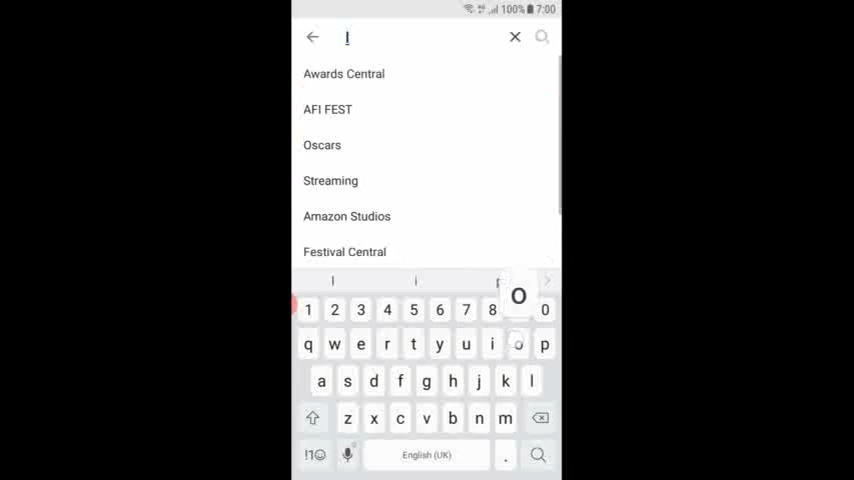 100% 7:00
l
Awards Central
AFI FEST
Oscars
Streaming
Amazon Studios
Festival Central
l i
o
1 2 3 4 5 6 7 8 0
q w e r t y u i o p
a s d f g h j k l
z x c v b n m
!1☺ English (UK) .